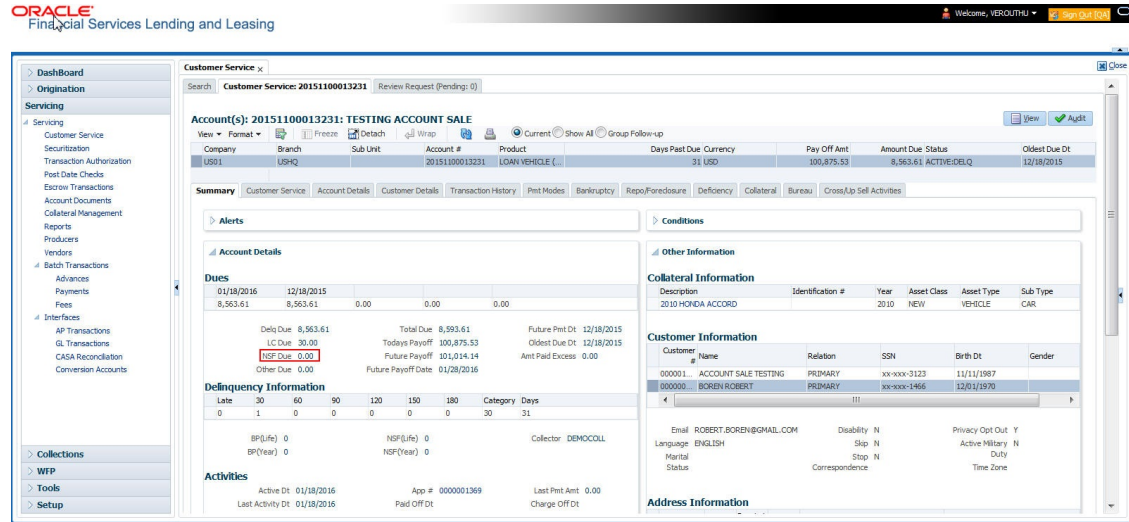 ORACLE
Financial Services Lending and Leasing
Welcome, VEROUTHU
Sign Out [QA]
Close
DashBoard
Origination
Servicing
Servicing
Customer Service
Securitization
Transaction Authorization
Post Date Checks
Escrow Transactions
Account Documents
Collateral Management
Reports
Producers
Vendors
Batch Transactions
Advances
Payments
Fees
Interfaces
AP Transactions
GL Transactions
CASA Reconciliation
Conversion Accounts
Collections
WFP
Tools
Setup
Customer Service x
Search Customer Service: 20151100013231 Review Request (Pending: 0)
Account(s): 20151100013231: TESTING ACCOUNT SALE
View Audit
View Format Freeze Detach Wrap Current Show All Group Follow-up
Company Branch Sub Unit Account # Product Days Past Due Currency Pay Off Amt Amount Due Status Oldest Due Dt
US01 USHQ 20151100013231 LOAN VEHICLE (... 31 USD 100,875.53 8,563.61 ACTIVE:DELQ 12/18/2015
Summary Customer Service Account Details Customer Details Transaction History Pmt Modes Bankruptcy Repo/Foreclosure Deficiency Collateral Bureau Cross/Up Sell Activities
Alerts
Conditions
Account Details
Dues
01/18/2016 12/18/2015
8,563.61 8,563.61 0.00 0.00 0.00
Delq Due 8,563.61 Total Due 8,593.61 Future Pmt Dt 12/18/2015
LC Due 30.00 Todays Payoff 100,875.53 Oldest Due Dt 12/18/2015
NSF Due 0.00 Future Payoff 101,014.14 Amt Paid Excess 0.00
Other Due 0.00 Future Payoff Date 01/28/2016
Delinquency Information
Late 30 60 90 120 150 180 Category Days
0 1 0 0 0 0 0 30 31
BP(Life) 0 NSF(Life) 0 Collector DEMOCOLL
BP(Year) 0 NSF(Year) 0
Activities
Active Dt 01/18/2016 App # 0000001369 Last Pmt Amt 0.00
Last Activity Dt 01/18/2016 Paid Off Dt Charge Off Dt
Other Information
Collateral Information
Description Identification # Year Asset Class Asset Type Sub Type
2010 HONDA ACCORD 2010 NEW VEHICLE CAR
Customer Information
Customer # Name Relation SSN Birth Dt Gender
000001... ACCOUNT SALE TESTING PRIMARY xx-xxx-3123 11/11/1987
000000... BOREN ROBERT PRIMARY xx-xxx-1466 12/01/1970
Email ROBERT.BOREN@GMAIL.COM Disability N Privacy Opt Out Y
Language ENGLISH Skip N Active Military Duty N
Marital Status Stop Correspondence N Time Zone
Address Information